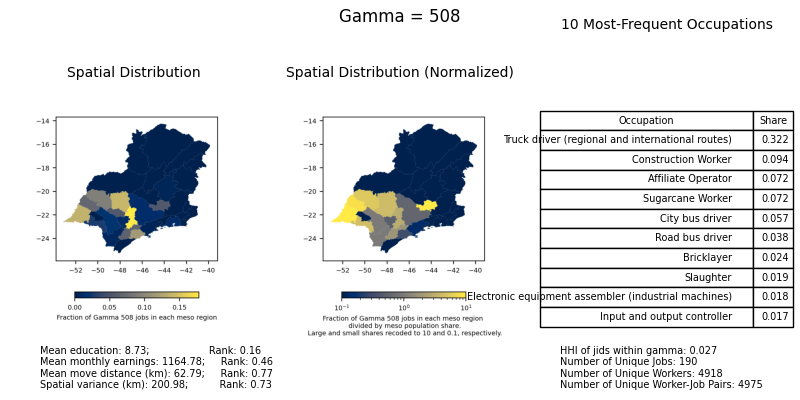 Gamma = 508
10 Most-Frequent Occupations
Spatial Distribution
Spatial Distribution (Normalized)
−14
−16
−18
−20
−22
−24
−52 −50 −48 −46 −44 −42 −40
0.00 0.05 0.10 0.15
Fraction of Gamma 508 jobs in each meso region
−14
−16
−18
−20
−22
−24
−52 −50 −48 −46 −44 −42 −40
10⁻¹ 10⁰ 10¹
Fraction of Gamma 508 jobs in each meso region
divided by meso population share.
Large and small shares recoded to 10 and 0.1, respectively.
Occupation Share
Truck driver (regional and international routes) 0.322
Construction Worker 0.094
Affiliate Operator 0.072
Sugarcane Worker 0.072
City bus driver 0.057
Road bus driver 0.038
Bricklayer 0.024
Slaughter 0.019
Electronic equipment assembler (industrial machines) 0.018
Input and output controller 0.017
Mean education: 8.73; Rank: 0.16
Mean monthly earnings: 1164.78; Rank: 0.46
Mean move distance (km): 62.79; Rank: 0.77
Spatial variance (km): 200.98; Rank: 0.73
HHI of jids within gamma: 0.027
Number of Unique Jobs: 190
Number of Unique Workers: 4918
Number of Unique Worker-Job Pairs: 4975